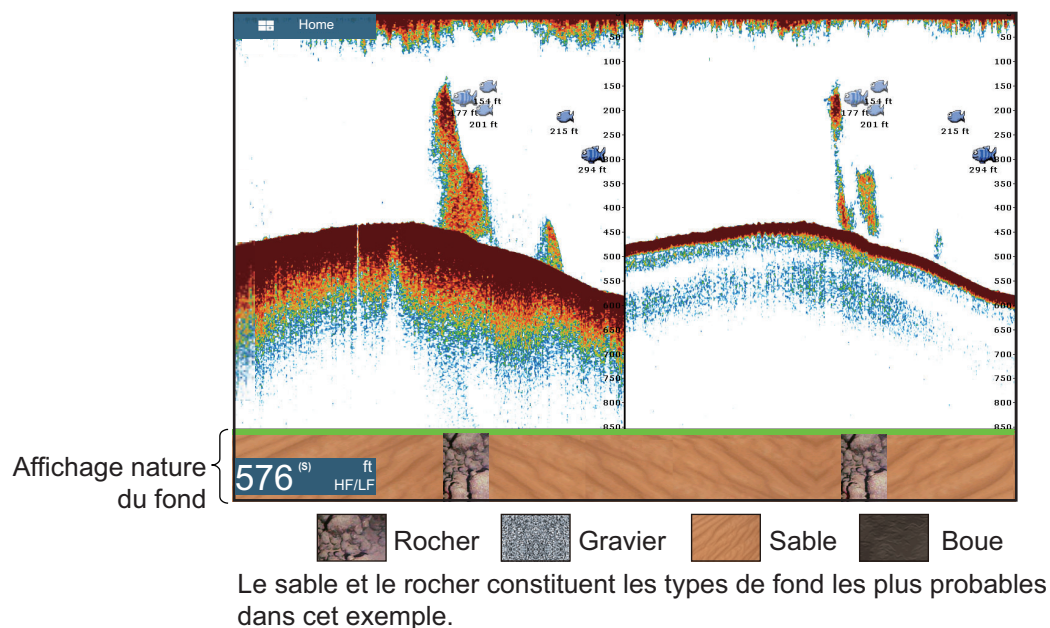 Home
50
100
150
200
250
300
350
400
450
500
550
600
650
700
750
800
850
154 ft
177 ft
201 ft
215 ft
294 ft
50
100
150
200
250
300
350
400
450
500
550
600
650
700
750
800
850
154 ft
177 ft
201 ft
215 ft
294 ft
Affichage nature
du fond
576 (S) ft
HF/LF
Rocher Gravier Sable Boue
Le sable et le rocher constituent les types de fond les plus probables
dans cet exemple.